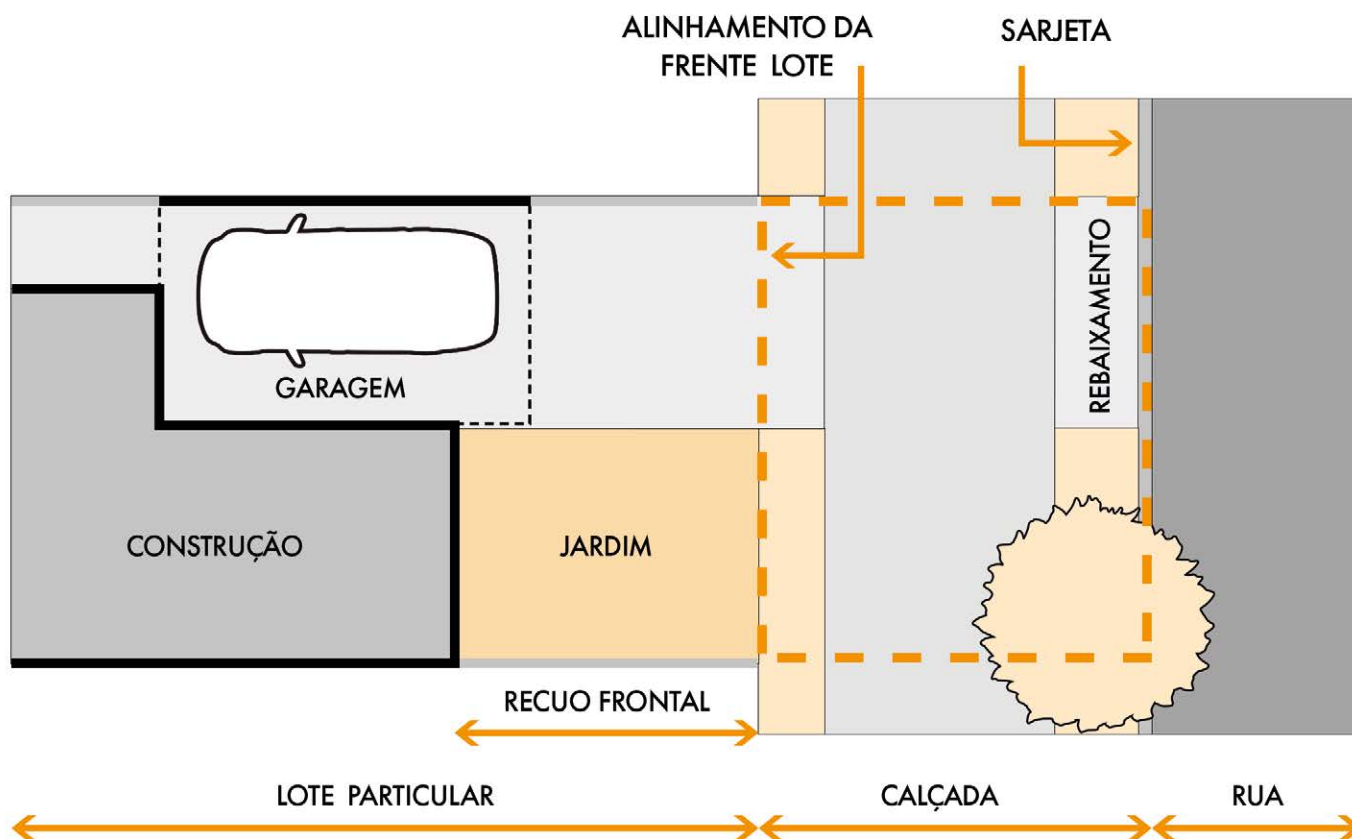 ALINHAMENTO DA
FRENTE LOTE
SARJETA
REBAIXAMENTO
GARAGEM
CONSTRUÇÃO
JARDIM
RECUO FRONTAL
LOTE PARTICULAR
CALÇADA
RUA